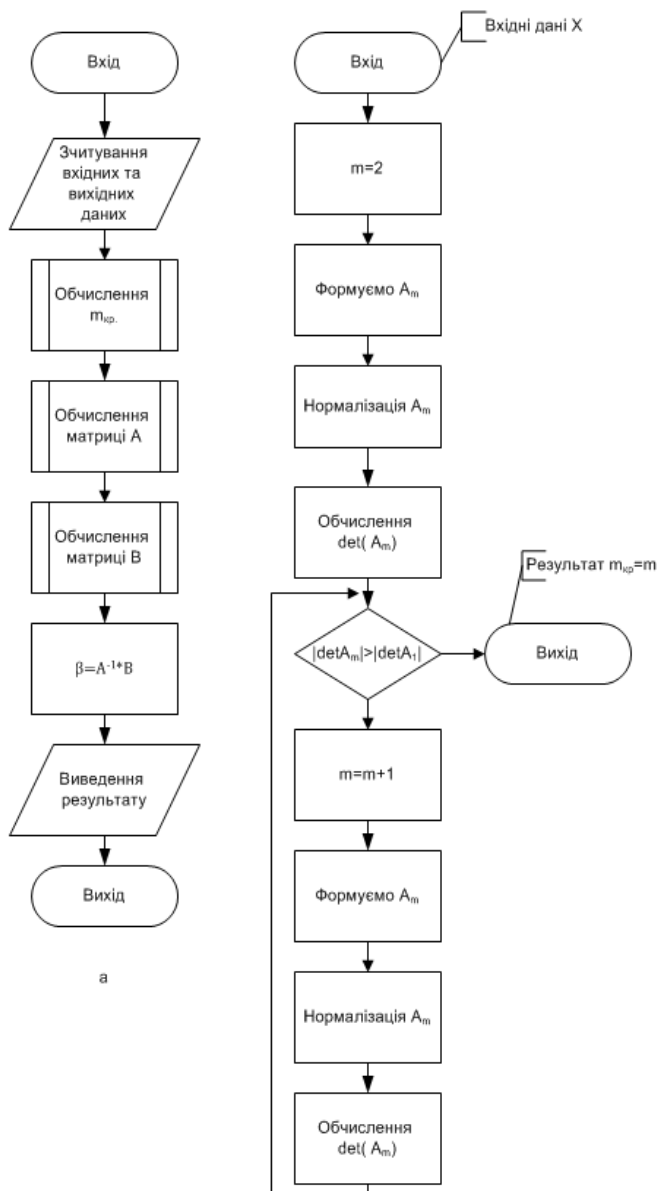 Вхід
Зчитування
вхідних та
вихідних
даних
Обчислення
mкр.
Обчислення
матриці А
Обчислення
матриці В
β=A⁻¹*B
Виведення
результату
Вихід
а
Вхідні дані X
Вхід
m=2
Формуємо Aₘ
Нормалізація Aₘ
Обчислення
det( Aₘ)
|detAₘ|>|detA₁|
Результат mкр=m
Вихід
m=m+1
Формуємо Aₘ
Нормалізація Aₘ
Обчислення
det( Aₘ)